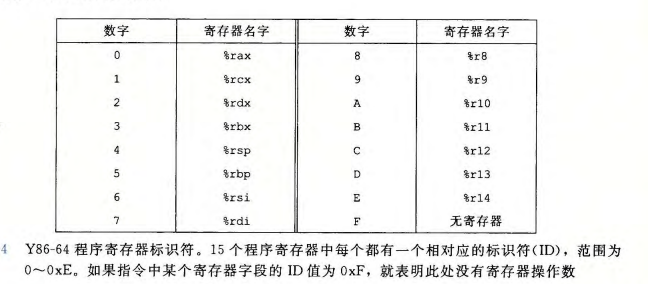 数字 寄存器名字 数字 寄存器名字
0 %rax 8 %r8
1 %rcx 9 %r9
2 %rdx A %r10
3 %rbx B %r11
4 %rsp C %r12
5 %rbp D %r13
6 %rsi E %r14
7 %rdi F 无寄存器
4 Y86-64 程序寄存器标识符。15 个程序寄存器中每个都有一个相对应的标识符(ID)，范围为
0～0xE。如果指令中某个寄存器字段的 ID 值为 0xF，就表明此处没有寄存器操作数